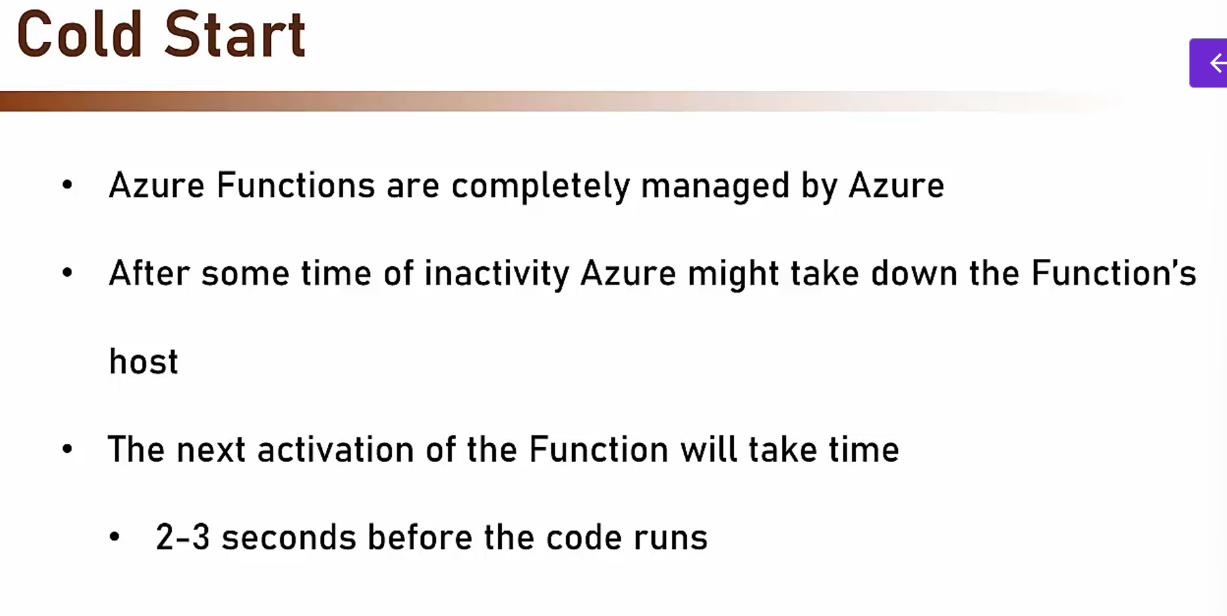 Cold Start
• Azure Functions are completely managed by Azure
• After some time of inactivity Azure might take down the Function's
host
• The next activation of the Function will take time
• 2-3 seconds before the code runs